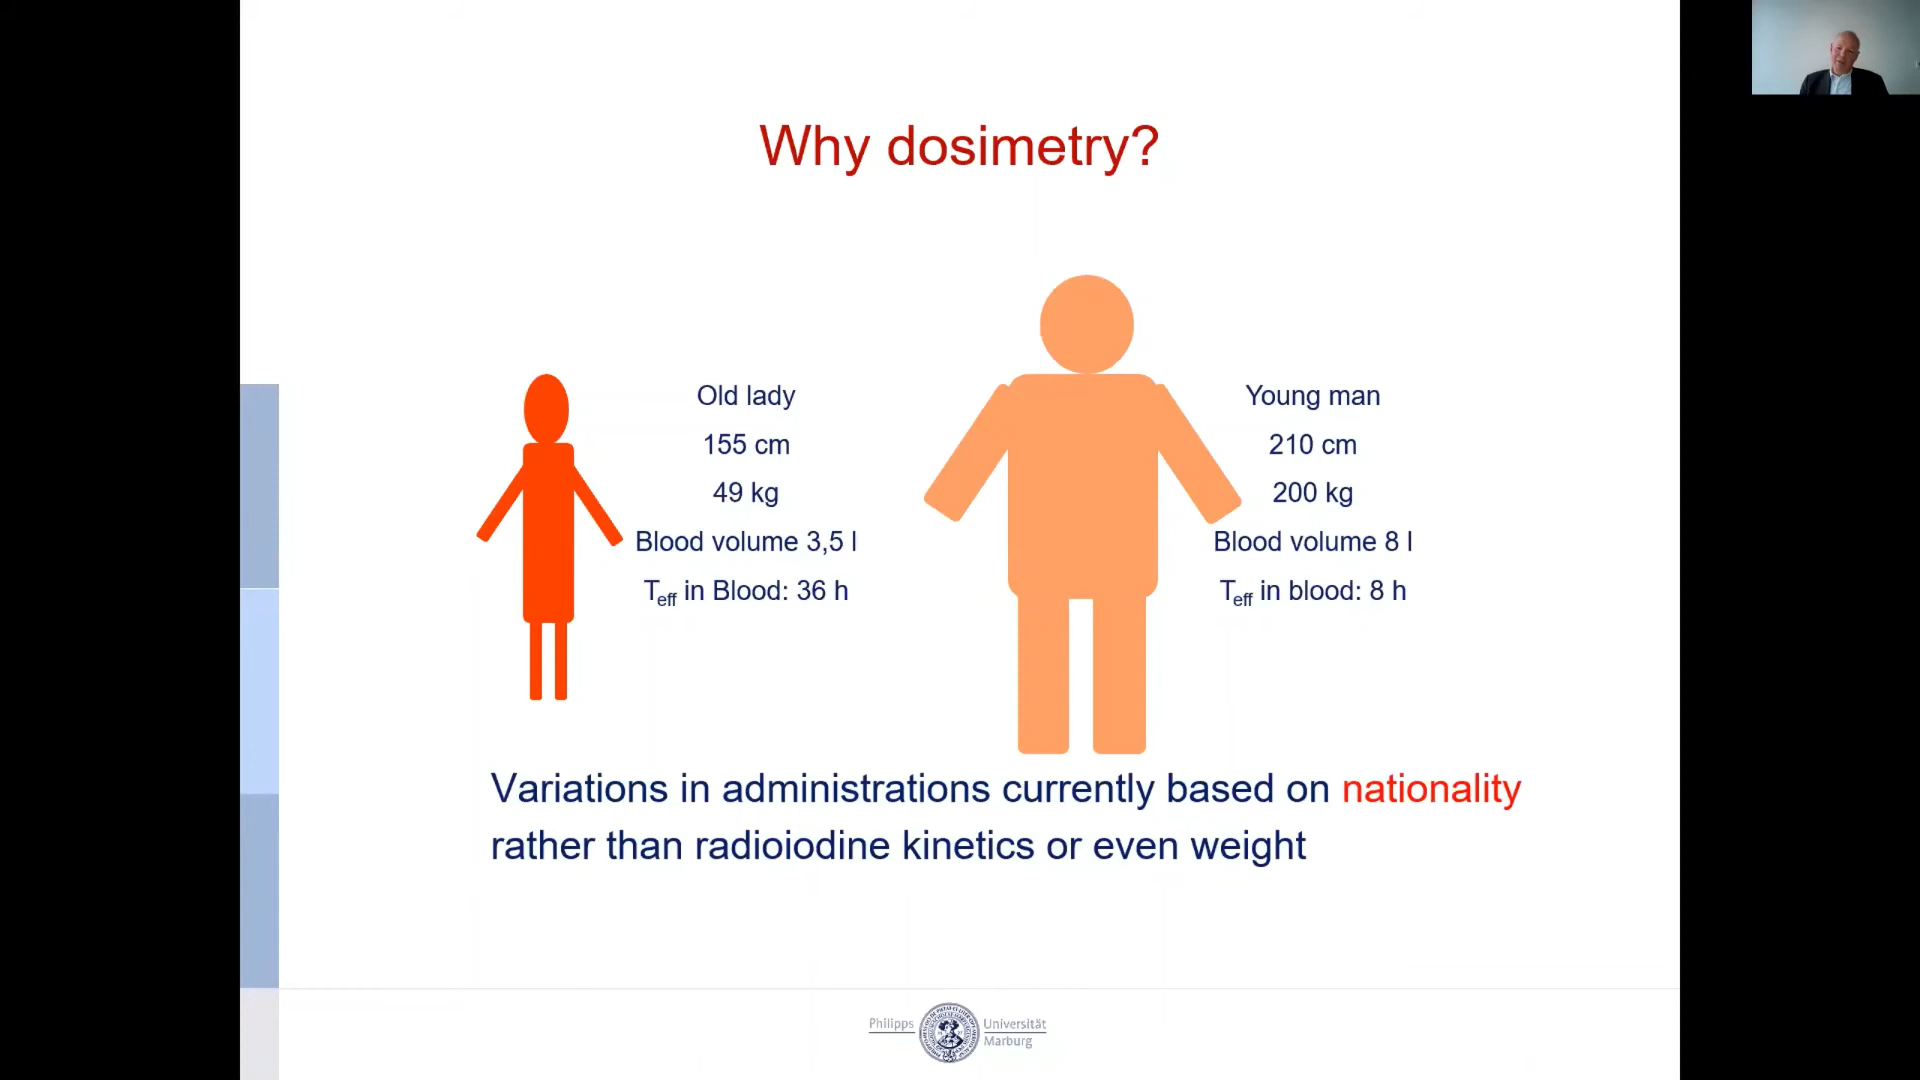 Why dosimetry?
Old lady
155 cm
49 kg
Blood volume 3,5 l
Teff in Blood: 36 h
Young man
210 cm
200 kg
Blood volume 8 l
Teff in blood: 8 h
Variations in administrations currently based on nationality
rather than radioiodine kinetics or even weight
Philipps Universität
Marburg